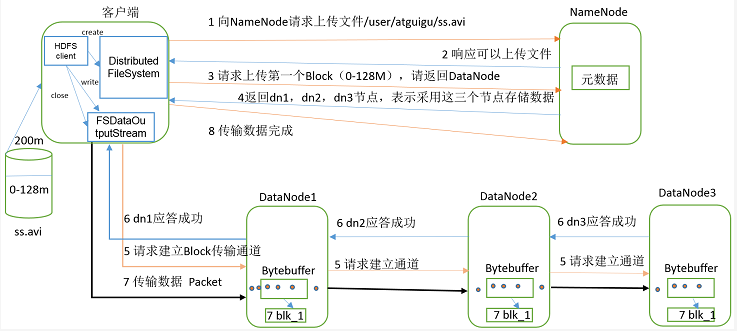 客户端
NameNode
1 向NameNode请求上传文件/user/atguigu/ss.avi
create
HDFS
client
Distributed
FileSystem
2 响应可以上传文件
write
3 请求上传第一个Block（0-128M），请返回DataNode
元数据
close
4返回dn1，dn2，dn3节点，表示采用这三个节点存储数据
FSDataOu
tputStream
8 传输数据完成
200m
0-128m
ss.avi
DataNode1
DataNode2
DataNode3
6 dn1应答成功
6 dn2应答成功
6 dn3应答成功
5 请求建立Block传输通道
5 请求建立通道
5 请求建立通道
7 传输数据 Packet
Bytebuffer
Bytebuffer
Bytebuffer
7 blk_1
7 blk_1
7 blk_1